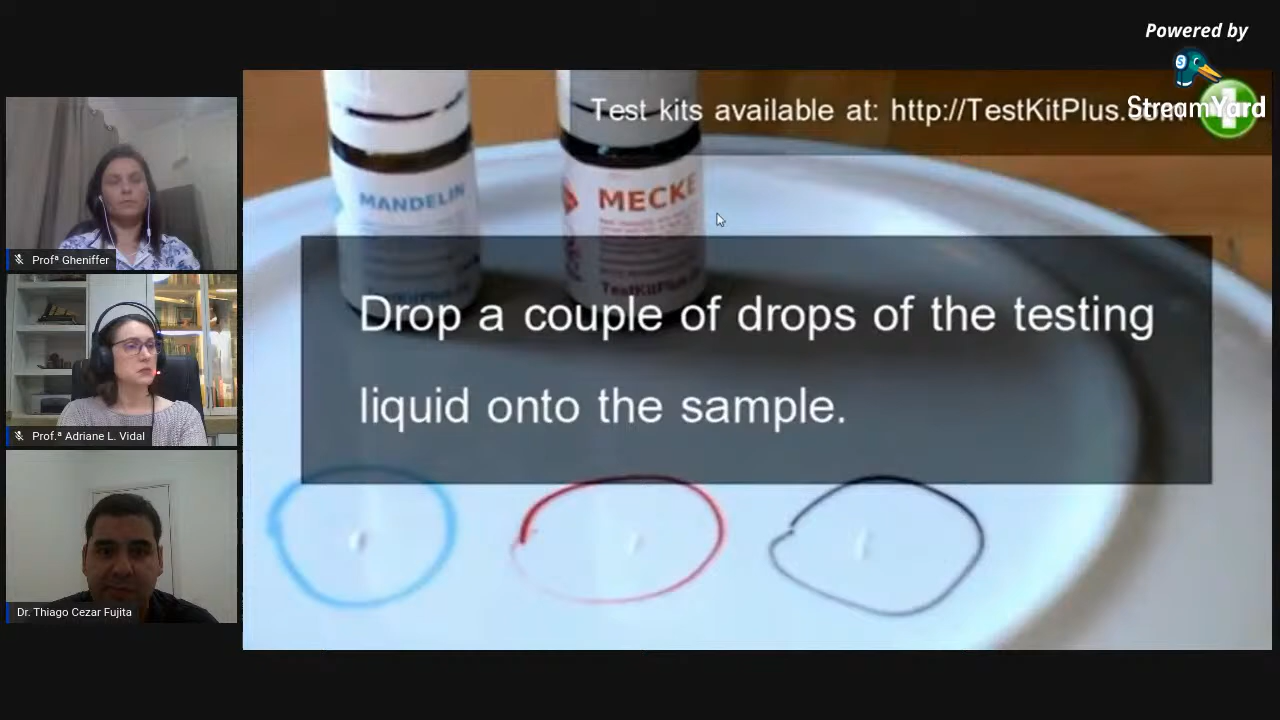 Powered by
StreamYard
Test kits available at: http://TestKitPlus.
MANDELIN
MECKE
Drop a couple of drops of the testing
liquid onto the sample.
Profª Gheniffer
Prof.ª Adriane L. Vidal
Dr. Thiago Cezar Fujita